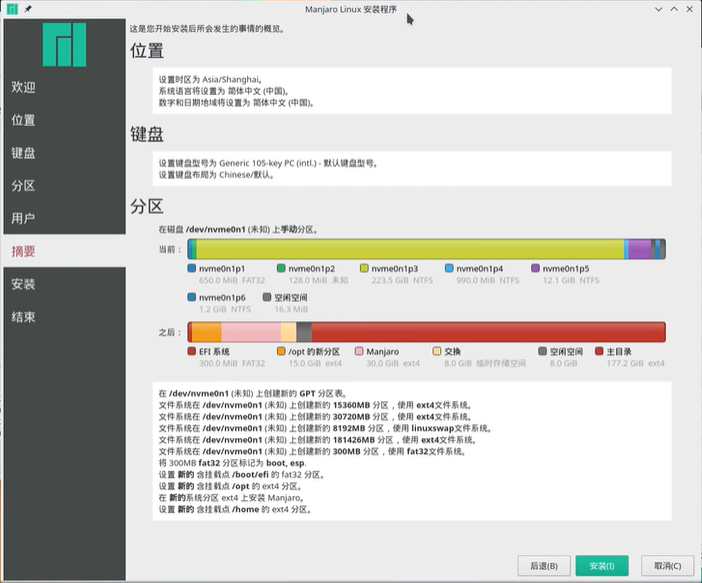 Manjaro Linux 安装程序
这是您开始安装后所会发生的事情的概览。
欢迎
位置
键盘
分区
用户
摘要
安装
结束
位置
设置时区为 Asia/Shanghai。
系统语言将设置为 简体中文 (中国)。
数字和日期地域将设置为 简体中文 (中国)。
键盘
设置键盘型号为 Generic 105-key PC (intl.) - 默认键盘型号。
设置键盘布局为 Chinese/默认。
分区
在磁盘 /dev/nvme0n1 (未知) 上手动分区。
当前：
nvme0n1p1 nvme0n1p2 nvme0n1p3 nvme0n1p4 nvme0n1p5
650.0 MiB FAT32 128.0 MiB 未知 223.5 GiB NTFS 990.0 MiB NTFS 12.1 GiB NTFS
nvme0n1p6 空闲空间
1.2 GiB NTFS 16.3 MiB
之后：
EFI 系统 /opt 的新分区 Manjaro 交换 空闲空间 主目录
300.0 MiB FAT32 15.0 GiB ext4 30.0 GiB ext4 8.0 GiB 临时存储空间 8.0 GiB 177.2 GiB ext4
在 /dev/nvme0n1 (未知) 上创建新的 GPT 分区表。
文件系统在 /dev/nvme0n1 (未知) 上创建新的 15360MB 分区，使用 ext4文件系统。
文件系统在 /dev/nvme0n1 (未知) 上创建新的 30720MB 分区，使用 ext4文件系统。
文件系统在 /dev/nvme0n1 (未知) 上创建新的 8192MB 分区，使用 linuxswap文件系统。
文件系统在 /dev/nvme0n1 (未知) 上创建新的 181426MB 分区，使用 ext4文件系统。
文件系统在 /dev/nvme0n1 (未知) 上创建新的 300MB 分区，使用 fat32文件系统。
将 300MB fat32 分区标记为 boot, esp.
设置 新的 含挂载点 /boot/efi 的 fat32 分区。
设置 新的 含挂载点 /opt 的 ext4 分区。
在 新的系统分区 ext4 上安装 Manjaro。
设置 新的 含挂载点 /home 的 ext4 分区。
后退(B) 安装(I) 取消(C)